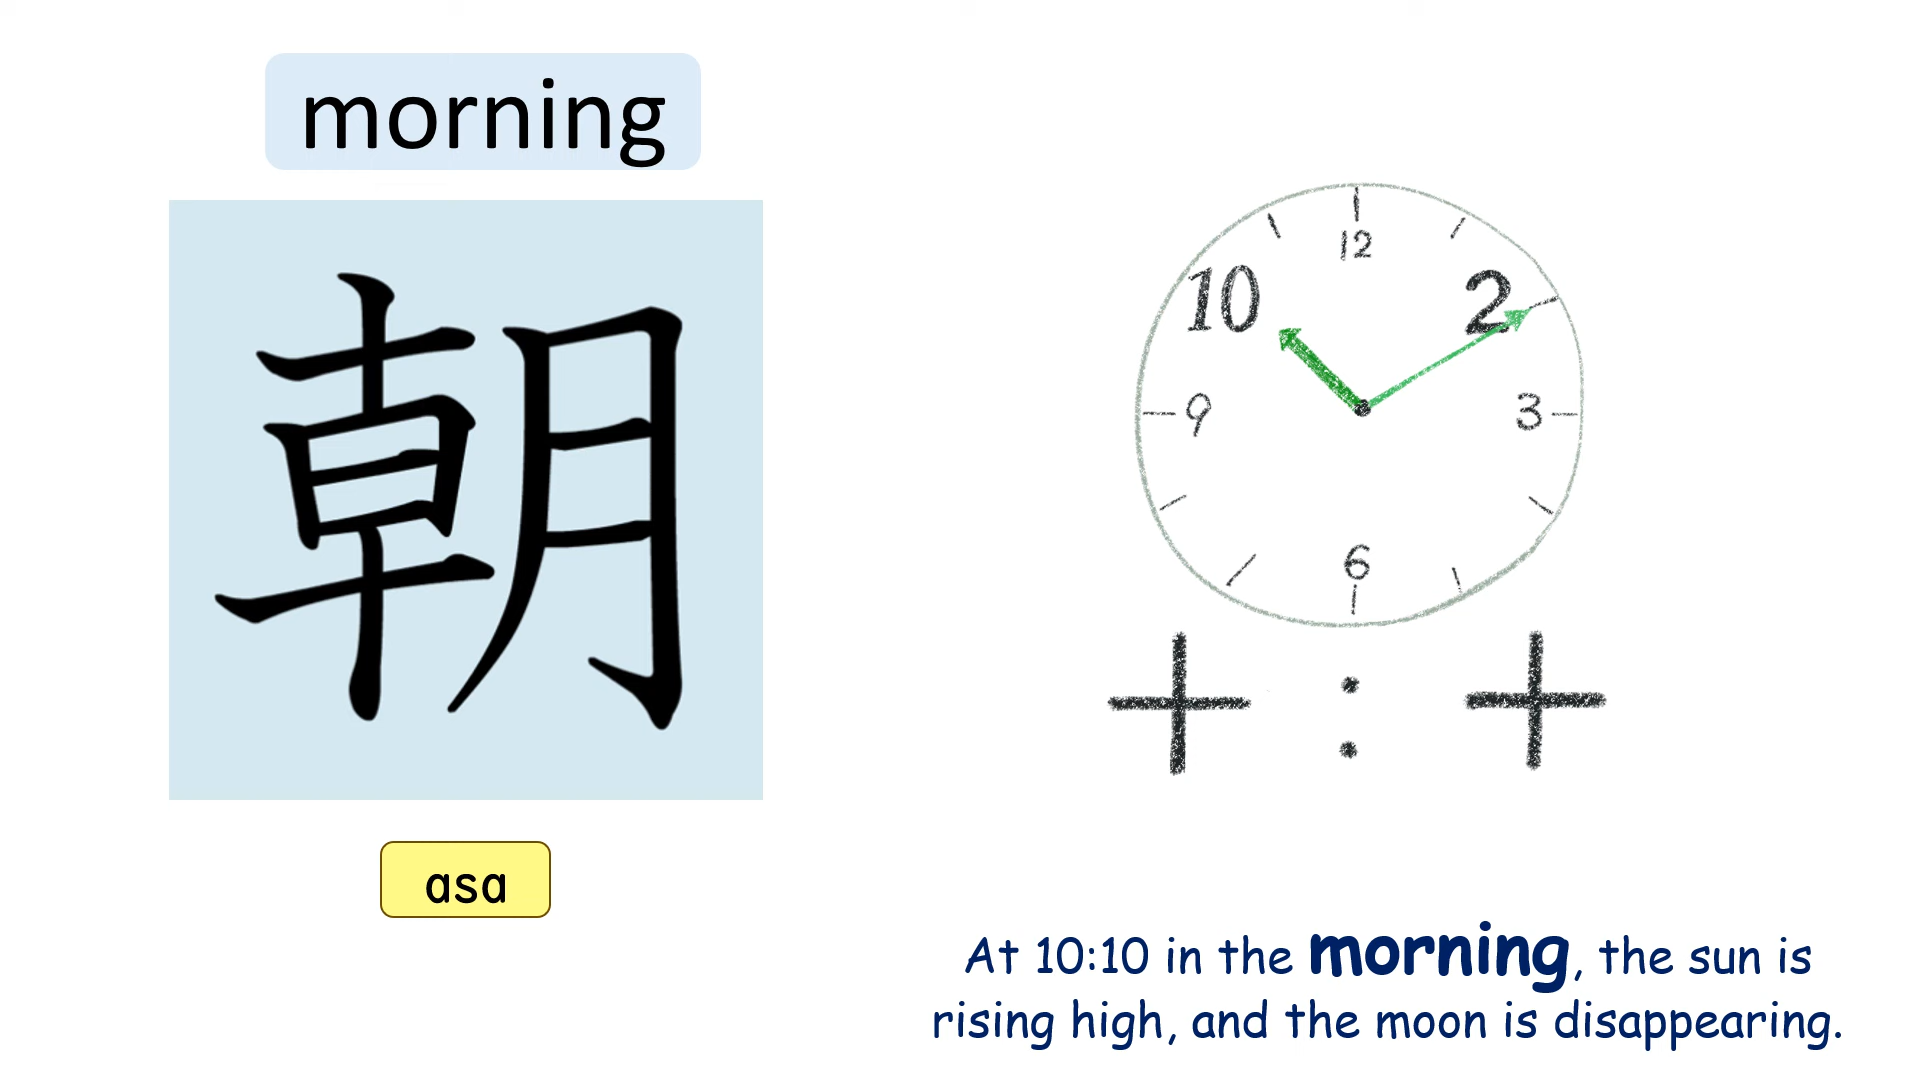 morning
朝
asa
12
10
2
9
3
6
十 : 十
At 10:10 in the morning, the sun is
rising high, and the moon is disappearing.